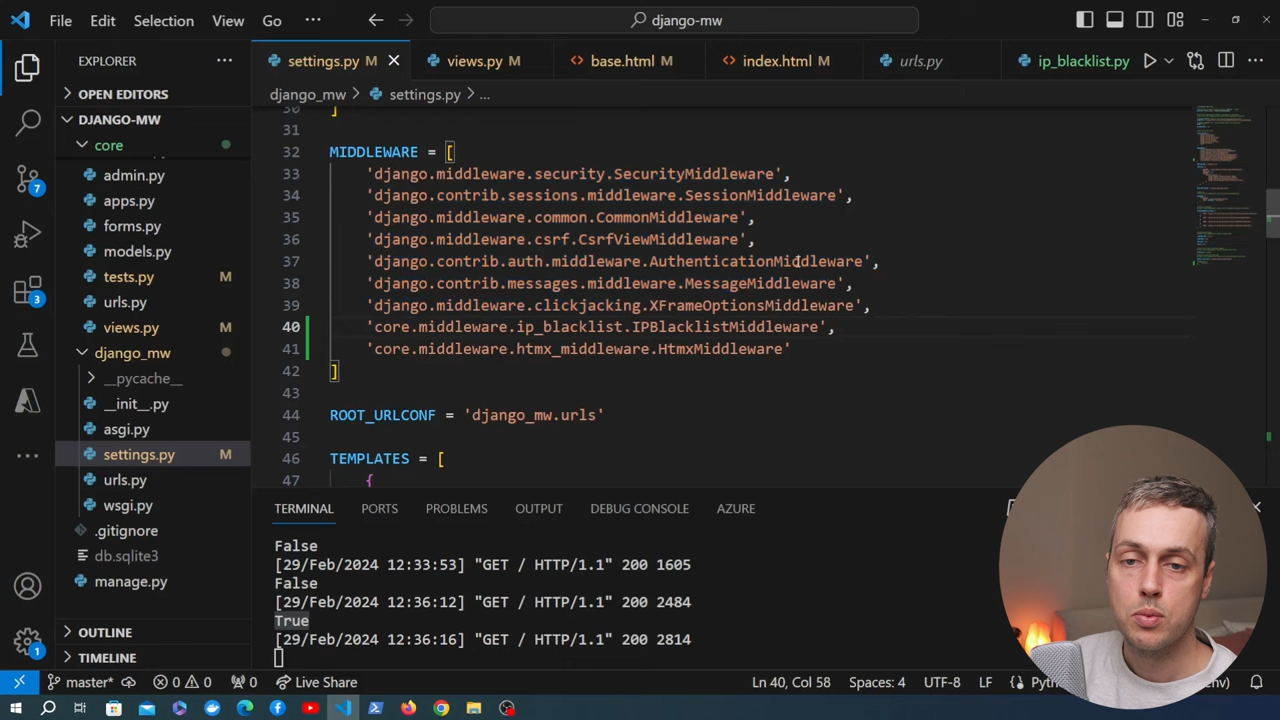 File Edit Selection View Go ··· django-mw
EXPLORER ···
settings.py M
views.py M
base.html M
index.html M
urls.py
ip_blacklist.py
django_mw > settings.py > ...
OPEN EDITORS
DJANGO-MW
core
admin.py
apps.py
forms.py
models.py
tests.py M
urls.py
views.py M
django_mw
__pycache__
__init__.py
asgi.py
settings.py M
urls.py
wsgi.py
.gitignore
db.sqlite3
manage.py
OUTLINE
TIMELINE
7
3
1
30 ]
31
32 MIDDLEWARE = [
33 'django.middleware.security.SecurityMiddleware',
34 'django.contrib.sessions.middleware.SessionMiddleware',
35 'django.middleware.common.CommonMiddleware',
36 'django.middleware.csrf.CsrfViewMiddleware',
37 'django.contrib.auth.middleware.AuthenticationMiddleware',
38 'django.contrib.messages.middleware.MessageMiddleware',
39 'django.middleware.clickjacking.XFrameOptionsMiddleware',
40 'core.middleware.ip_blacklist.IPBlacklistMiddleware',
41 'core.middleware.htmx_middleware.HtmxMiddleware'
42 ]
43
44 ROOT_URLCONF = 'django_mw.urls'
45
46 TEMPLATES = [
47 {
TERMINAL PORTS PROBLEMS OUTPUT DEBUG CONSOLE AZURE
False
[29/Feb/2024 12:33:53] "GET / HTTP/1.1" 200 1605
False
[29/Feb/2024 12:36:12] "GET / HTTP/1.1" 200 2484
True
[29/Feb/2024 12:36:16] "GET / HTTP/1.1" 200 2814
master* 0 0 0 Live Share Ln 40, Col 58 Spaces: 4 UTF-8 LF